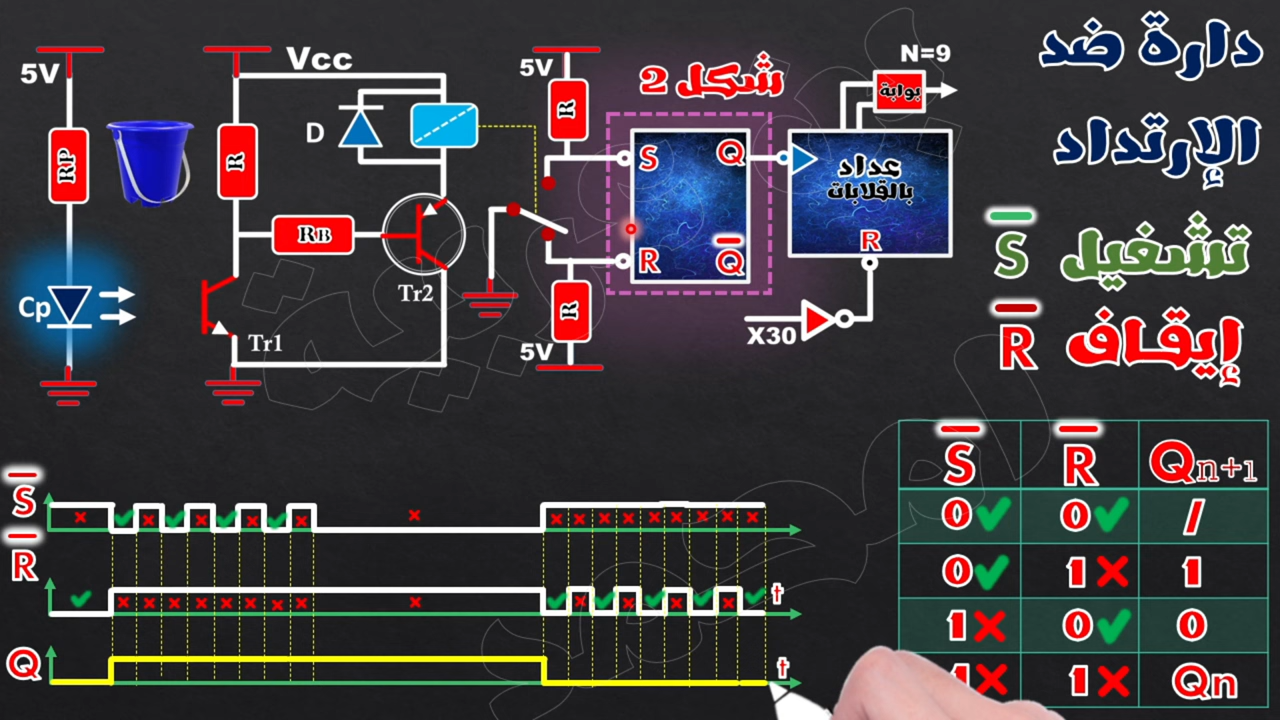 دارة ضد
الإرتداد
تشغيل S̅
إيقاف R̅
شكل 2
5V
RP
Cp
Vcc
R
D
RB
Tr1
Tr2
5V
R
S Q
R Q̅
R
5V
N=9
بوابة
عداد
بالقلابات
R
X30
S̅
R̅
t
Q
t
S̅ R̅ Qn+1
0 0 /
0 1 1
1 0 0
1 1 Qn